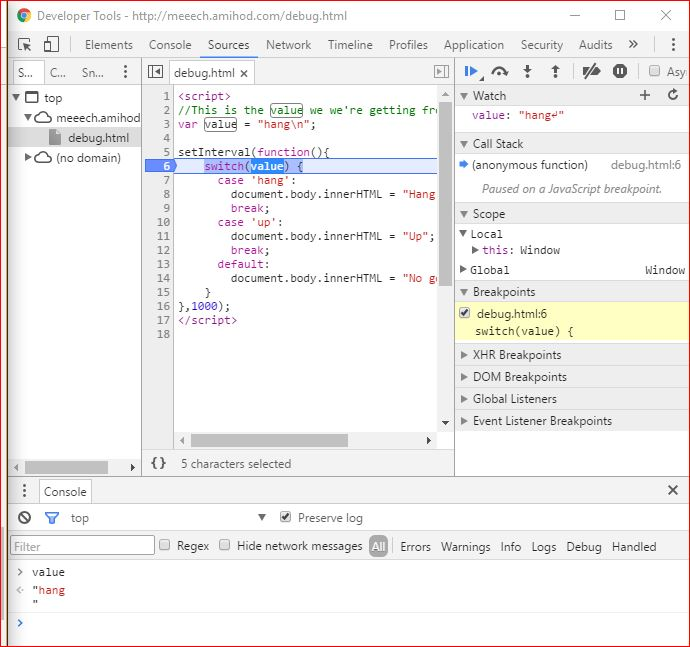 Developer Tools - http://meeech.amihod.com/debug.html
Elements Console Sources Network Timeline Profiles Application Security Audits »
S... C... Sn...
debug.html ×
Asy
top
meeech.amihod
debug.html
(no domain)
1 <script>
2 //This is the value we we're getting fro
3 var value = "hang\n";
4
5 setInterval(function(){
6 switch(value) {
7 case 'hang':
8 document.body.innerHTML = "Hang
9 break;
10 case 'up':
11 document.body.innerHTML = "Up";
12 break;
13 default:
14 document.body.innerHTML = "No go
15 }
16 },1000);
17 </script>
18
{} 5 characters selected
Watch
value: "hang↵"
Call Stack
(anonymous function) debug.html:6
Paused on a JavaScript breakpoint.
Scope
Local
this: Window
Global Window
Breakpoints
debug.html:6
switch(value) {
XHR Breakpoints
DOM Breakpoints
Global Listeners
Event Listener Breakpoints
Console
top Preserve log
Filter Regex Hide network messages All Errors Warnings Info Logs Debug Handled
> value
"hang
"
>